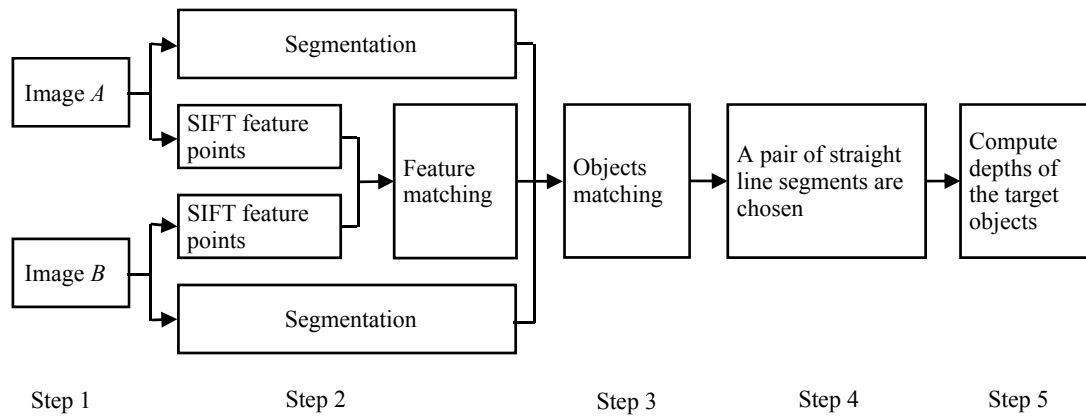 Segmentation
Image A
SIFT feature
points
Feature
matching
Objects
matching
A pair of straight
line segments are
chosen
Compute
depths of
the target
objects
SIFT feature
points
Image B
Segmentation
Step 1
Step 2
Step 3
Step 4
Step 5